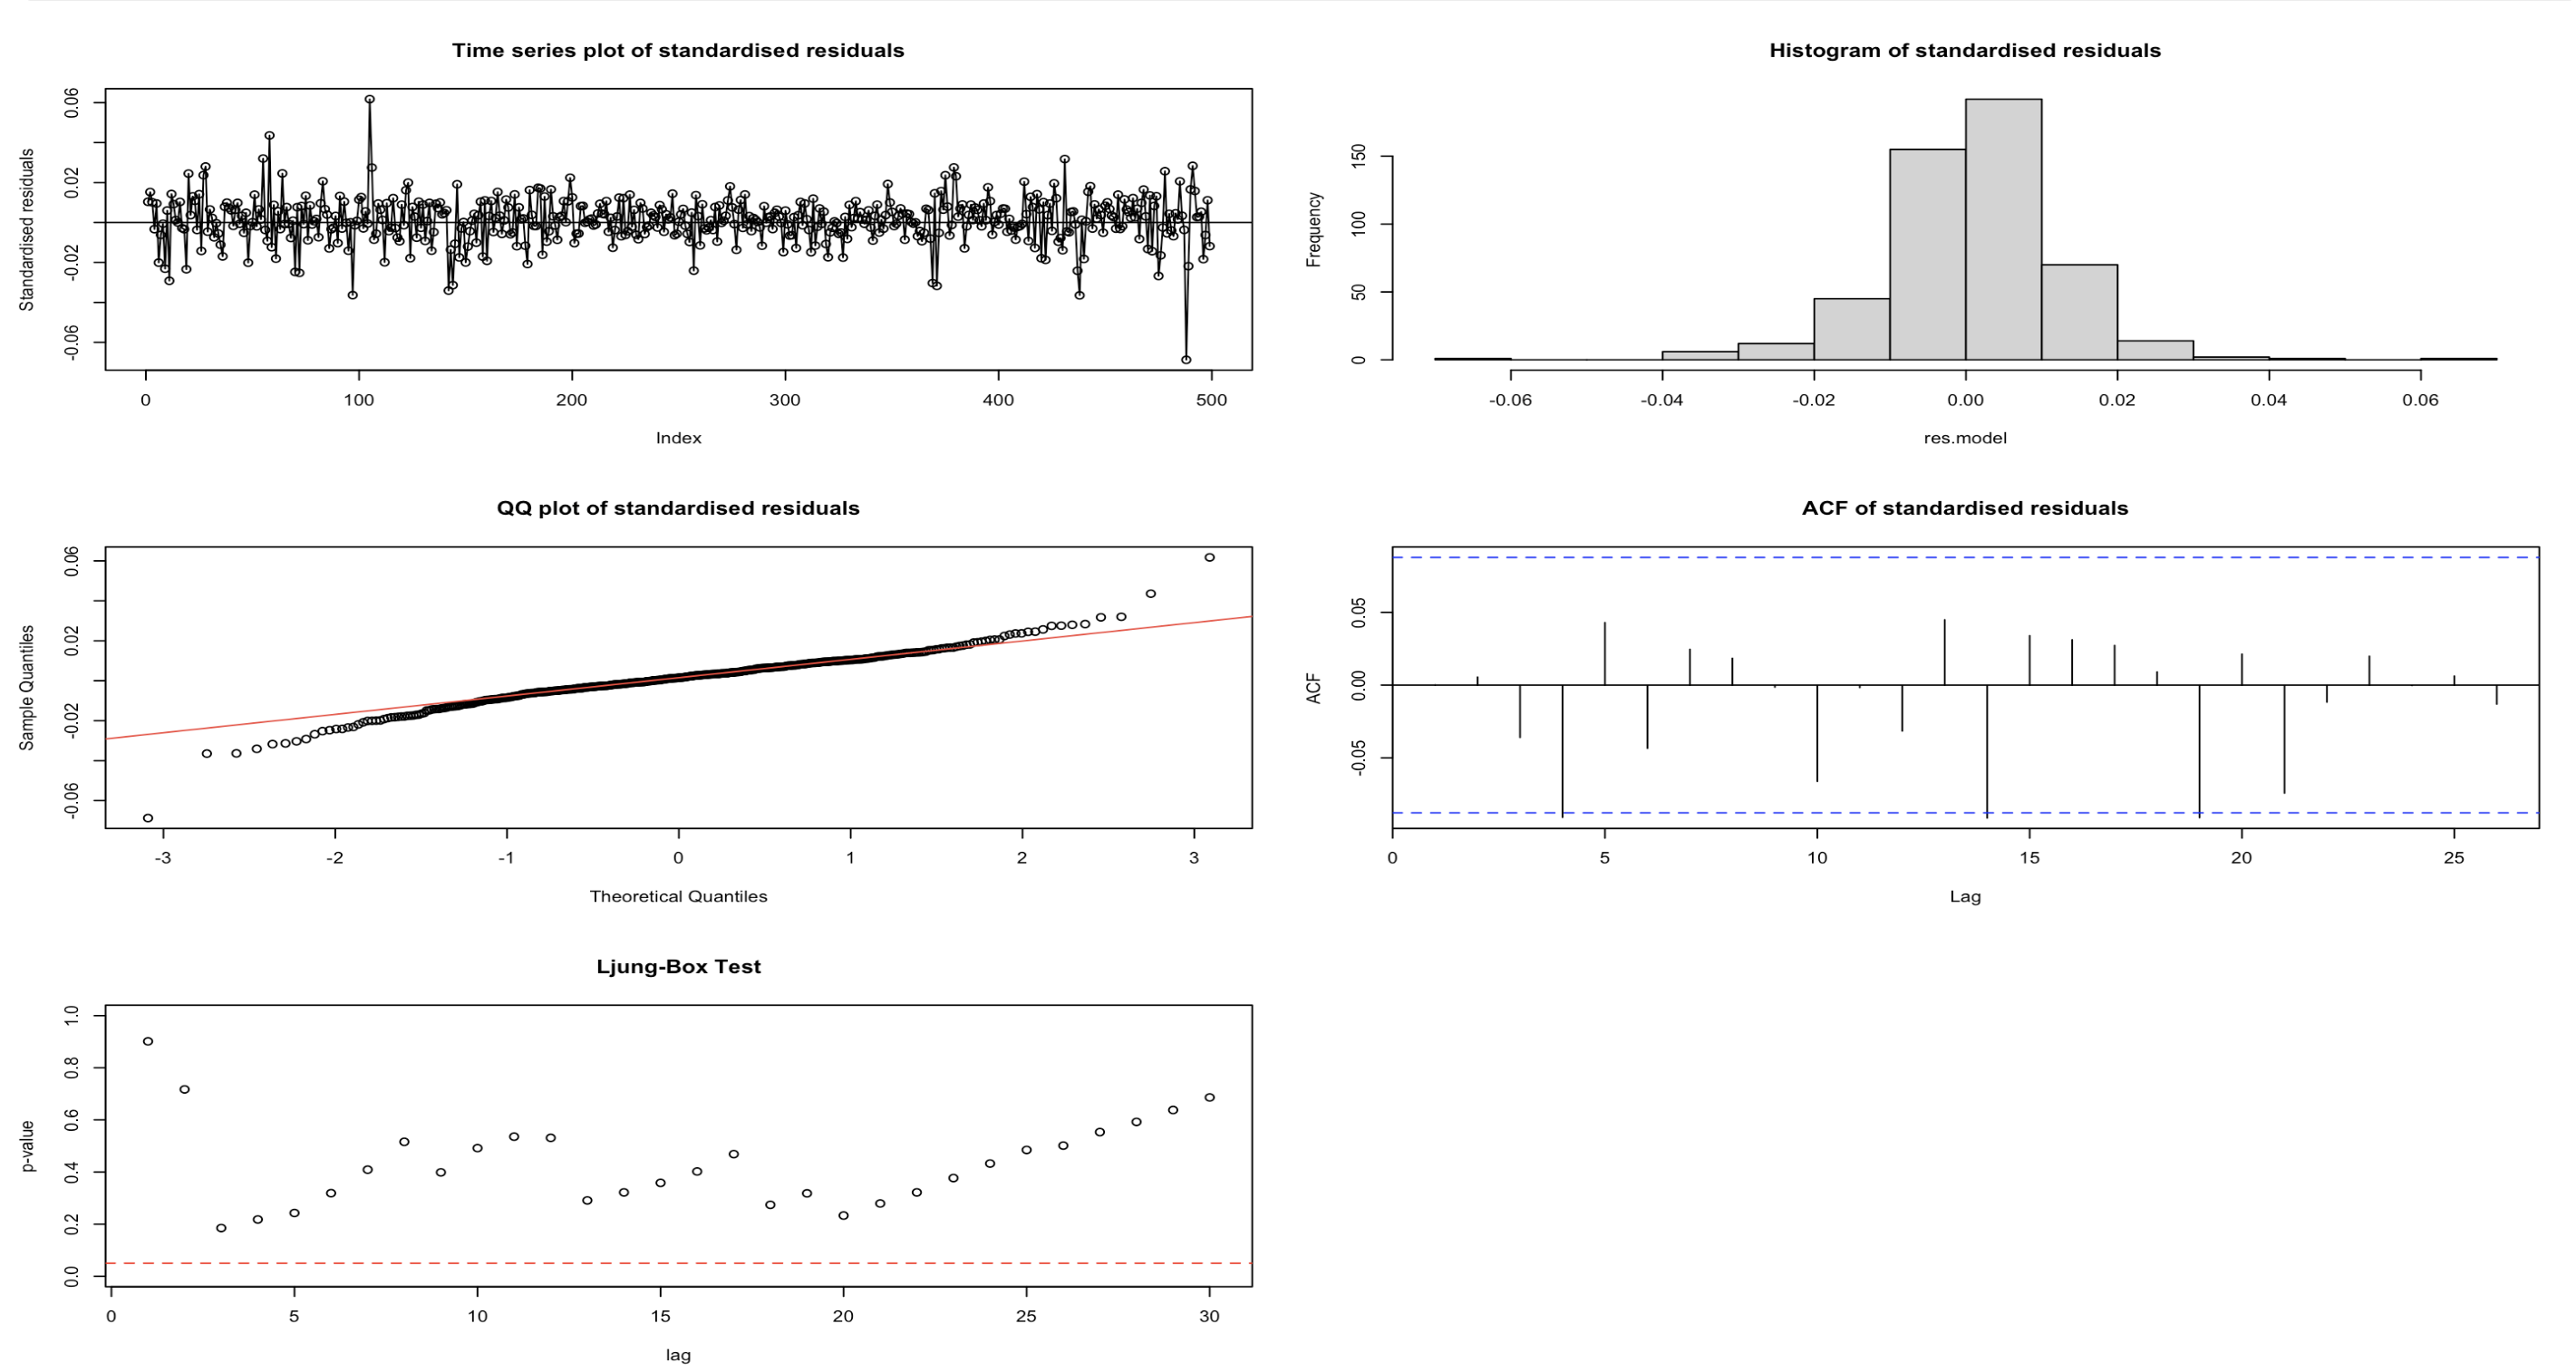 Time series plot of standardised residuals
Standardised residuals
0.06
0.02
-0.02
-0.06
0 100 200 300 400 500
Index
Histogram of standardised residuals
Frequency
150
100
50
0
-0.06 -0.04 -0.02 0.00 0.02 0.04 0.06
res.model
QQ plot of standardised residuals
Sample Quantiles
0.06
0.02
-0.02
-0.06
-3 -2 -1 0 1 2 3
Theoretical Quantiles
ACF of standardised residuals
ACF
0.05
0.00
-0.05
0 5 10 15 20 25
Lag
Ljung-Box Test
p-value
1.0
0.8
0.6
0.4
0.2
0.0
0 5 10 15 20 25 30
lag